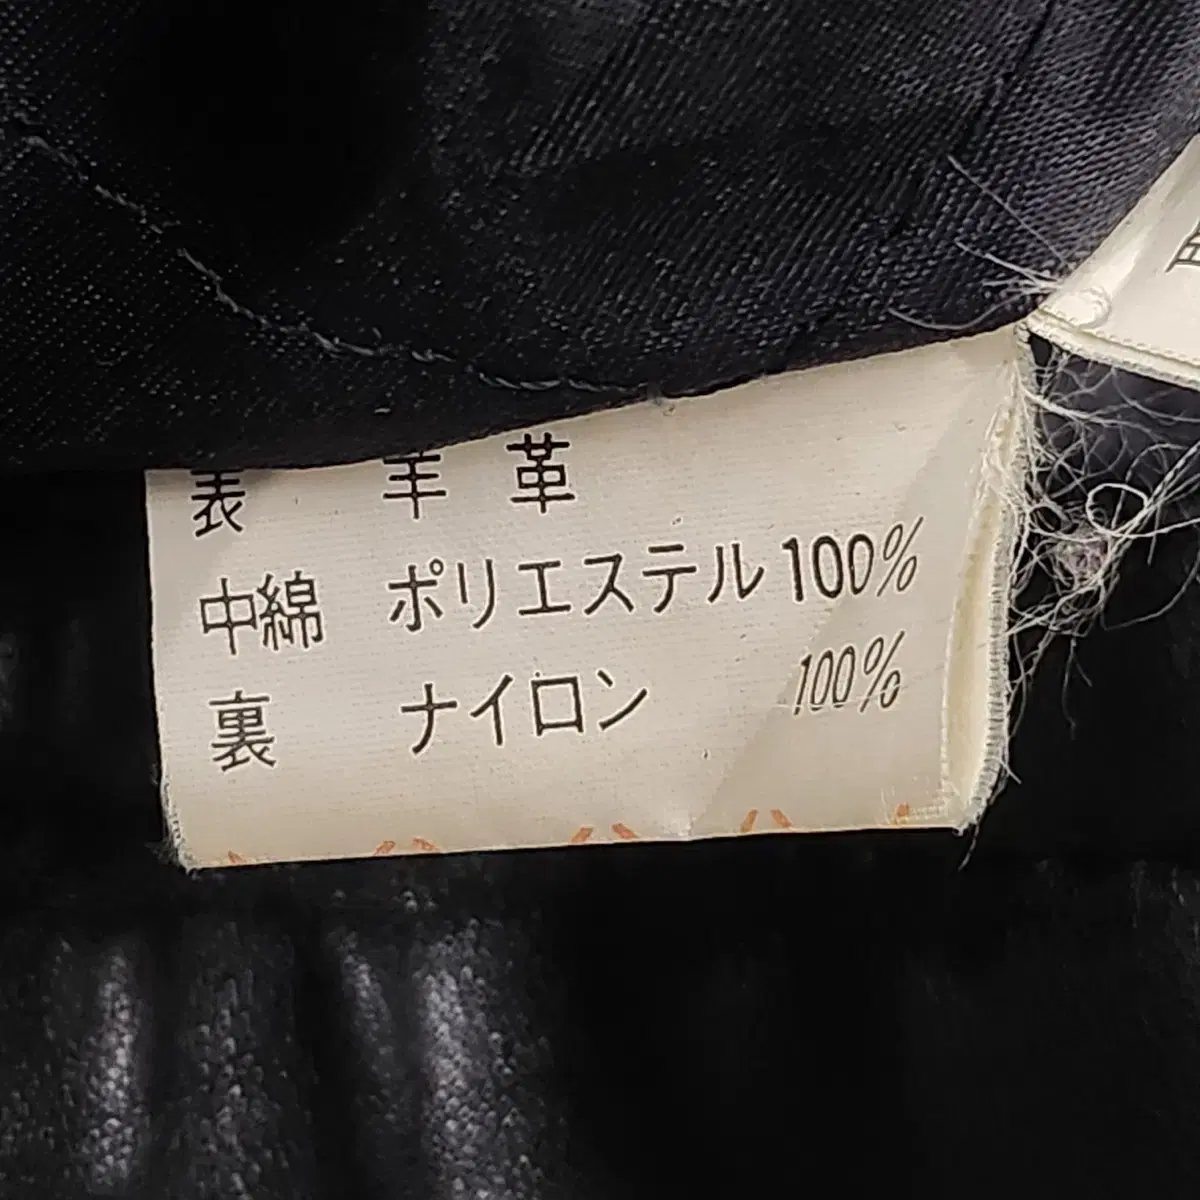 表 羊革
中綿 ポリエステル 100%
裏 ナイロン 100%